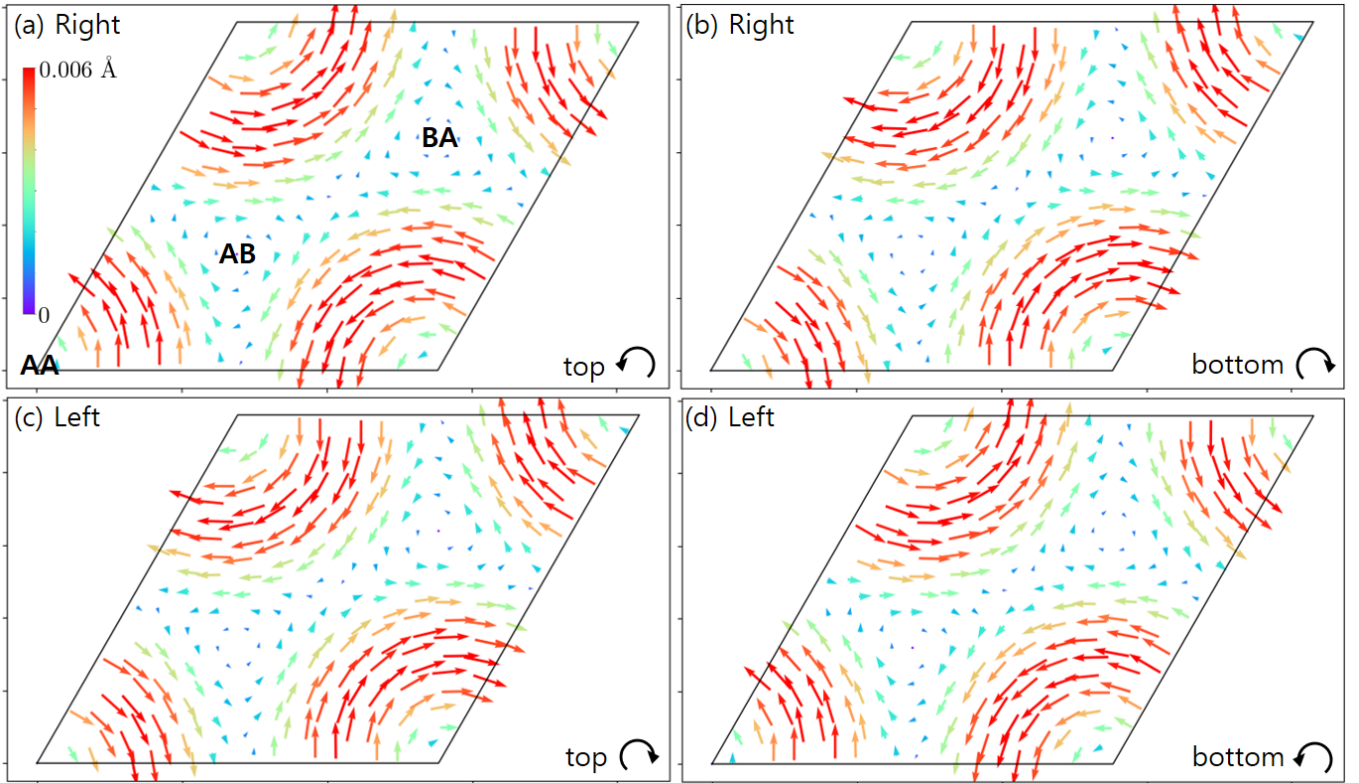 (a) Right
0.006 Å
0
BA
AB
AA
top
(b) Right
bottom
(c) Left
top
(d) Left
bottom